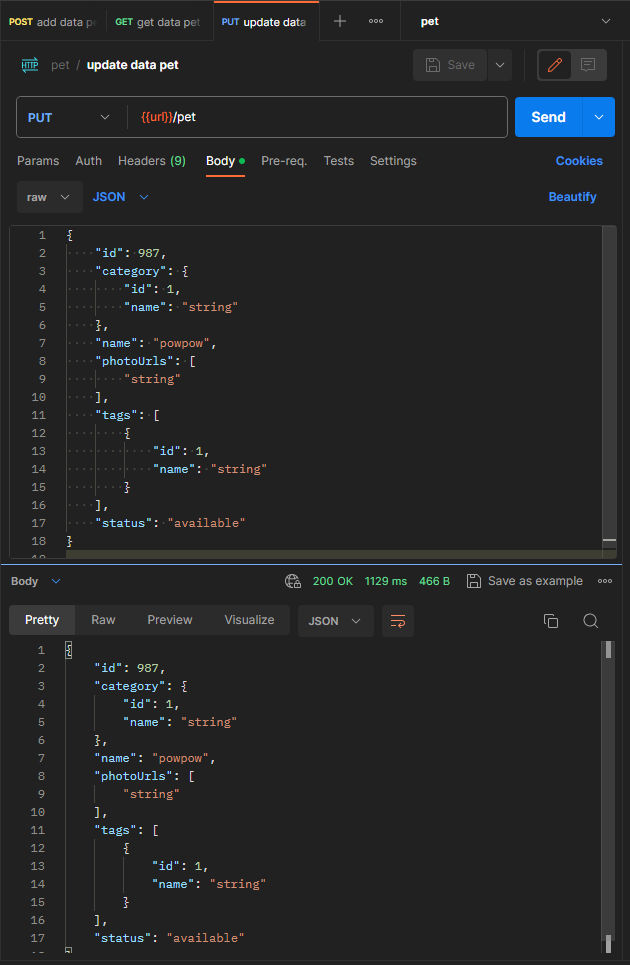 POST add data pe GET get data pet PUT update data pet
pet / update data pet Save
PUT {{url}}/pet Send
Params Auth Headers (9) Body Pre-req. Tests Settings Cookies
raw JSON Beautify
1 {
2 "id": 987,
3 "category": {
4 "id": 1,
5 "name": "string"
6 },
7 "name": "powpow",
8 "photoUrls": [
9 "string"
10 ],
11 "tags": [
12 {
13 "id": 1,
14 "name": "string"
15 }
16 ],
17 "status": "available"
18 }
Body 200 OK 1129 ms 466 B Save as example
Pretty Raw Preview Visualize JSON
1 {
2 "id": 987,
3 "category": {
4 "id": 1,
5 "name": "string"
6 },
7 "name": "powpow",
8 "photoUrls": [
9 "string"
10 ],
11 "tags": [
12 {
13 "id": 1,
14 "name": "string"
15 }
16 ],
17 "status": "available"